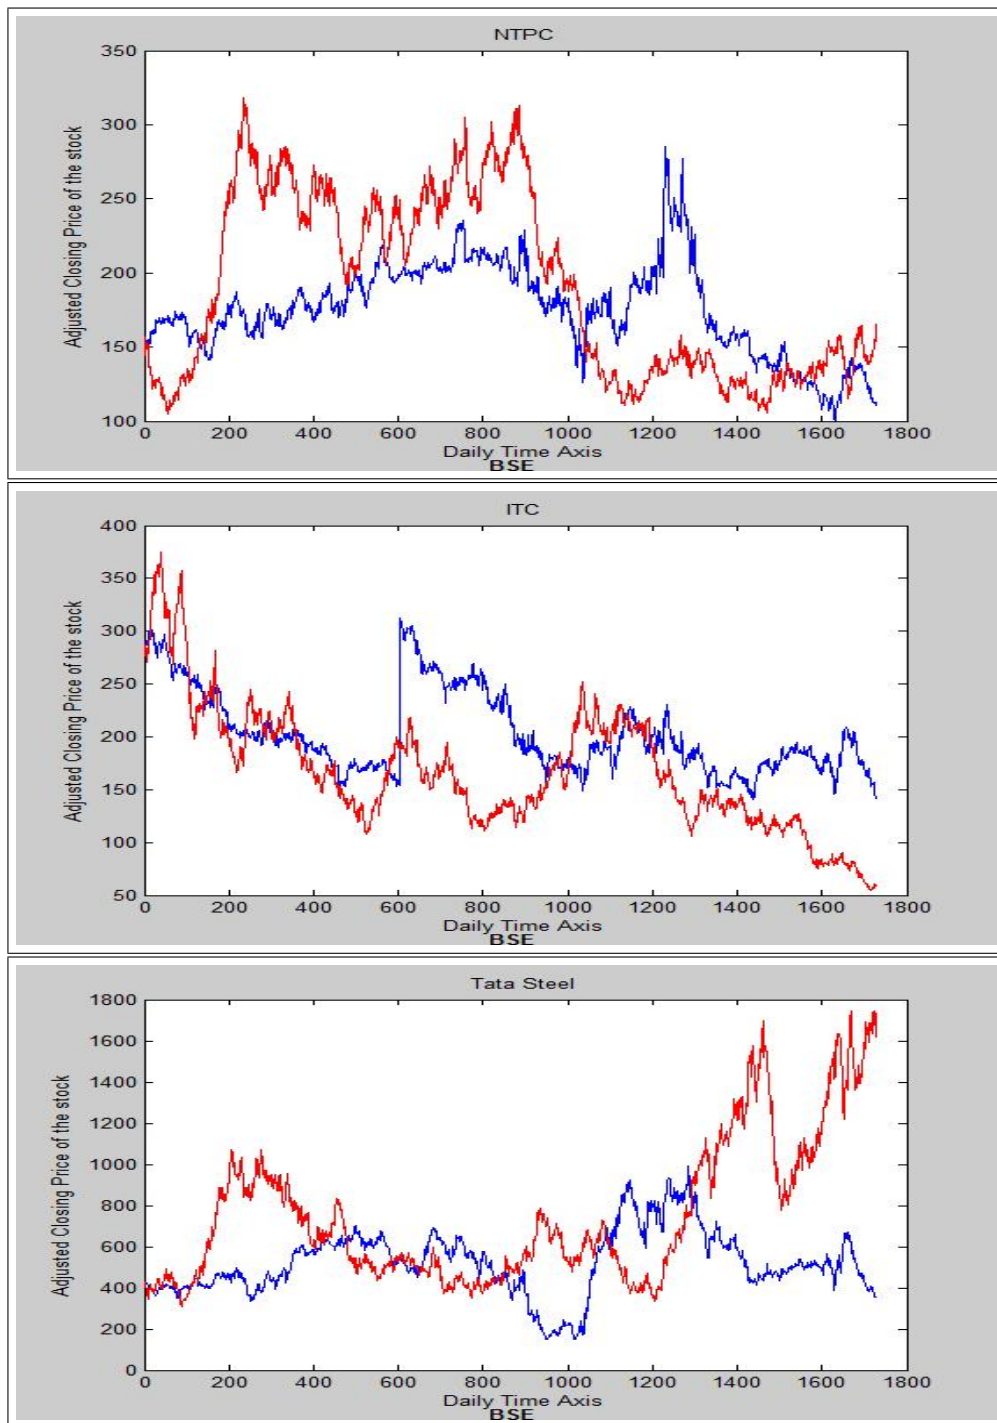 NTPC
350
300
250
200
150
100
Adjusted Closing Price of the stock
0 200 400 600 800 1000 1200 1400 1600 1800
Daily Time Axis
BSE
ITC
400
350
300
250
200
150
100
50
Adjusted Closing Price of the stock
0 200 400 600 800 1000 1200 1400 1600 1800
Daily Time Axis
BSE
Tata Steel
1800
1600
1400
1200
1000
800
600
400
200
0
Adjusted Closing Price of the stock
0 200 400 600 800 1000 1200 1400 1600 1800
Daily Time Axis
BSE